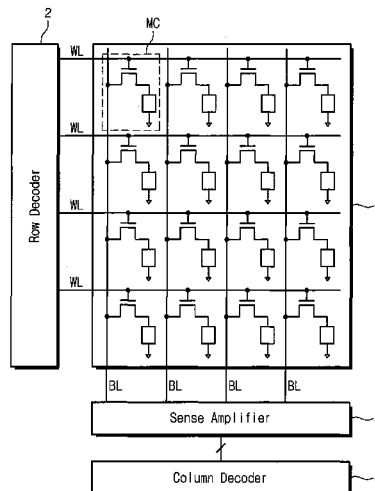 2
MC
WL
WL
WL
WL
Row Decoder
BL BL BL BL
Sense Amplifier
Column Decoder